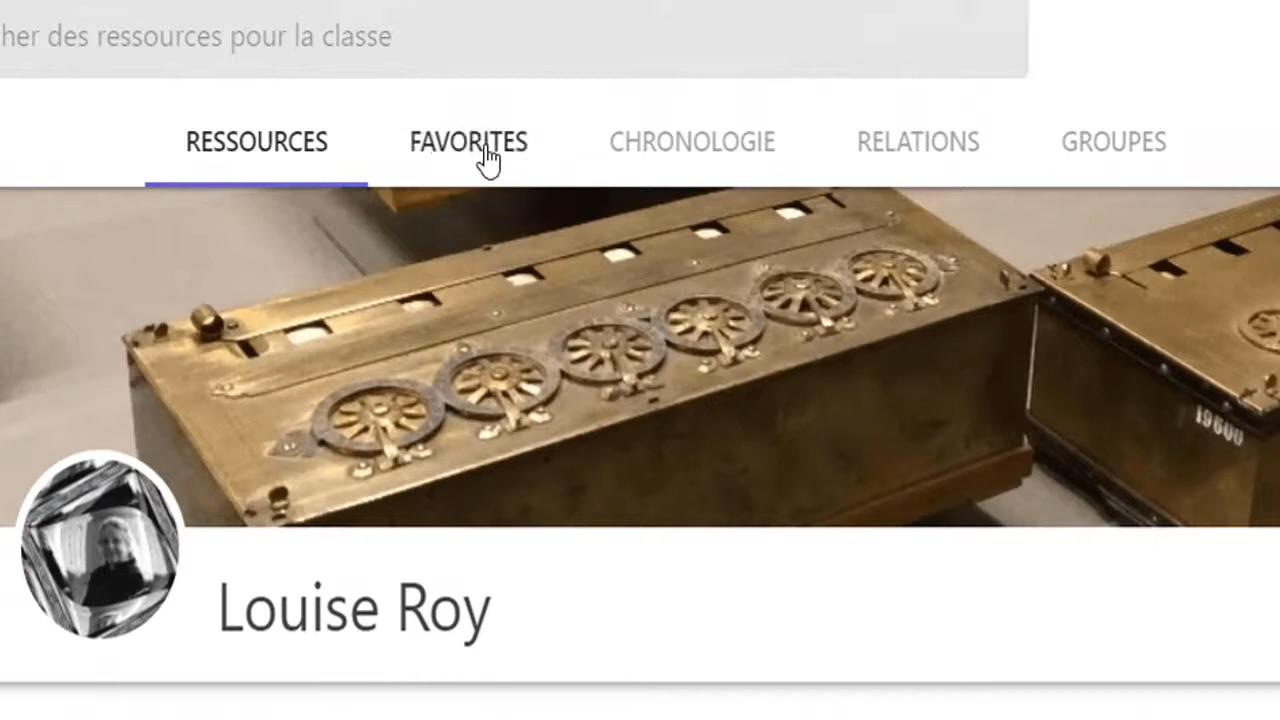 her des ressources pour la classe
RESSOURCES FAVORITES CHRONOLOGIE RELATIONS GROUPES
19600
Louise Roy